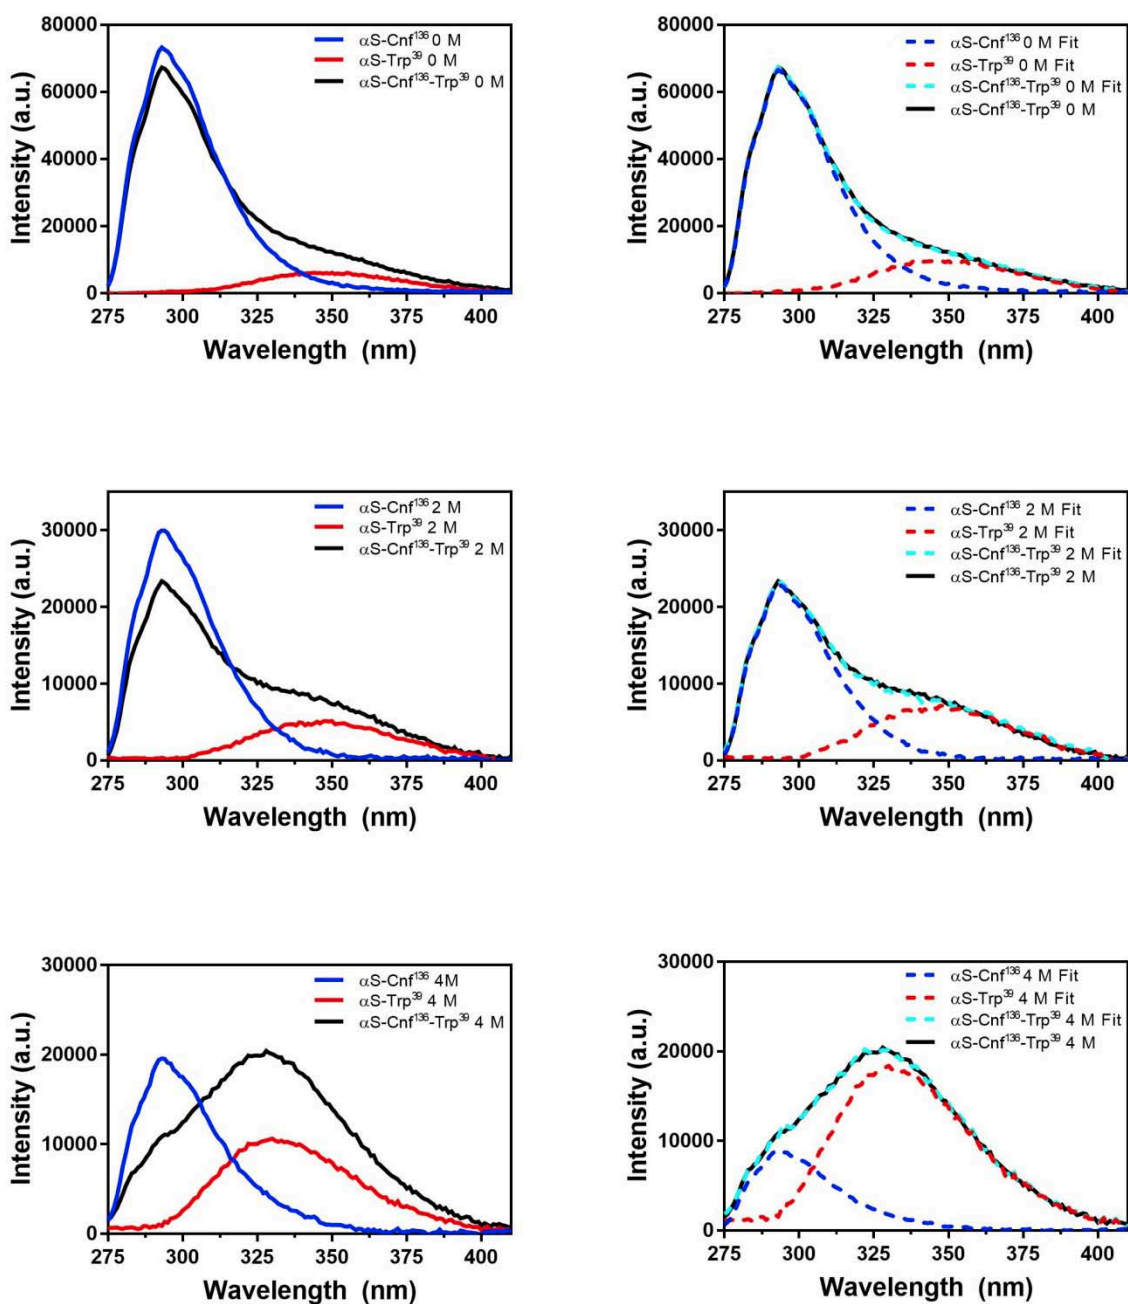 80000
60000
40000
20000
0
Intensity (a.u.)
αS-Cnf¹³⁶ 0 M
αS-Trp³⁹ 0 M
αS-Cnf¹³⁶-Trp³⁹ 0 M
275 300 325 350 375 400
Wavelength (nm)
80000
60000
40000
20000
0
Intensity (a.u.)
αS-Cnf¹³⁶ 0 M Fit
αS-Trp³⁹ 0 M Fit
αS-Cnf¹³⁶-Trp³⁹ 0 M Fit
αS-Cnf¹³⁶-Trp³⁹ 0 M
275 300 325 350 375 400
Wavelength (nm)
30000
20000
10000
0
Intensity (a.u.)
αS-Cnf¹³⁶ 2 M
αS-Trp³⁹ 2 M
αS-Cnf¹³⁶-Trp³⁹ 2 M
275 300 325 350 375 400
Wavelength (nm)
30000
20000
10000
0
Intensity (a.u.)
αS-Cnf¹³⁶ 2 M Fit
αS-Trp³⁹ 2 M Fit
αS-Cnf¹³⁶-Trp³⁹ 2 M Fit
αS-Cnf¹³⁶-Trp³⁹ 2 M
275 300 325 350 375 400
Wavelength (nm)
30000
20000
10000
0
Intensity (a.u.)
αS-Cnf¹³⁶ 4M
αS-Trp³⁹ 4 M
αS-Cnf¹³⁶-Trp³⁹ 4 M
275 300 325 350 375 400
Wavelength (nm)
30000
20000
10000
0
Intensity (a.u.)
αS-Cnf¹³⁶ 4 M Fit
αS-Trp³⁹ 4 M Fit
αS-Cnf¹³⁶-Trp³⁹ 4 M Fit
αS-Cnf¹³⁶-Trp³⁹ 4 M
275 300 325 350 375 400
Wavelength (nm)